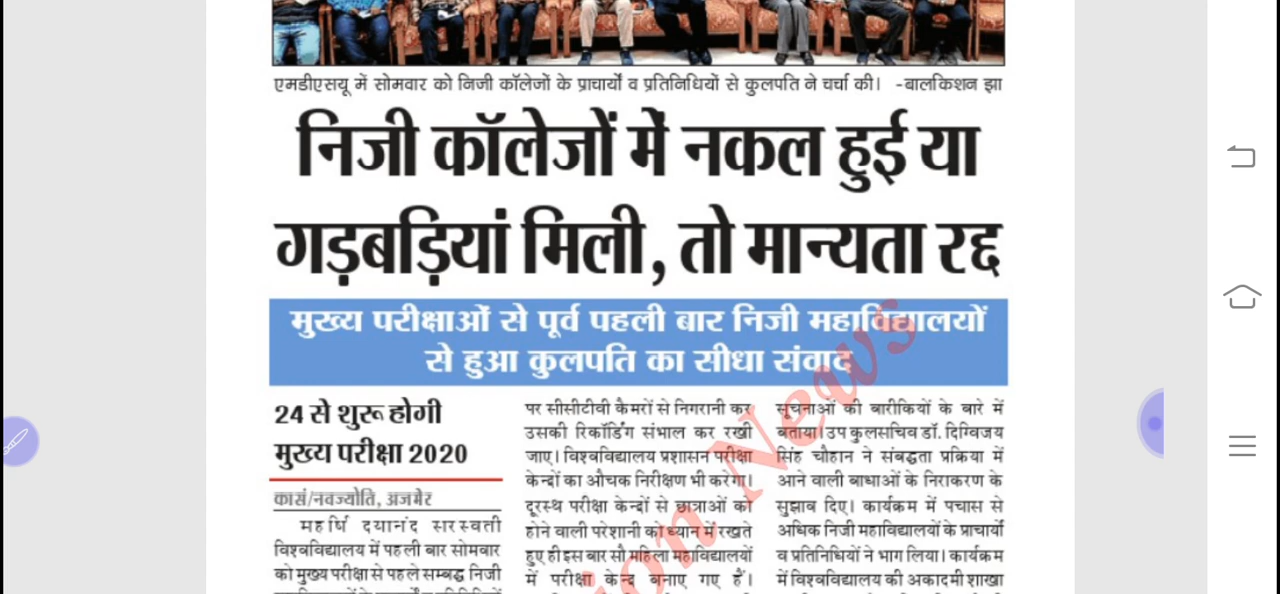 एमडीएसयू में सोमवार को निजी कॉलेजों के प्राचार्यों व प्रतिनिधियों से कुलपति ने चर्चा की। -बालकिशन झा
निजी कॉलेजों में नकल हुई या
गड़बड़ियां मिली, तो मान्यता रद्द
मुख्य परीक्षाओं से पूर्व पहली बार निजी महाविद्यालयों
से हुआ कुलपति का सीधा संवाद
24 से शुरू होगी
मुख्य परीक्षा 2020
कासं/नवज्योति, अजमेर
महर्षि दयानंद सरस्वती
विश्वविद्यालय में पहली बार सोमवार
को मुख्य परीक्षा से पहले सम्बद्ध निजी
पर सीसीटीवी कैमरों से निगरानी कर
उसकी रिकॉर्डिंग संभाल कर रखी
जाए। विश्वविद्यालय प्रशासन परीक्षा
केन्द्रों का औचक निरीक्षण भी करेगा।
दूरस्थ परीक्षा केन्द्रों से छात्राओं को
होने वाली परेशानी को ध्यान में रखते
हुए ही इस बार सौ महिला महाविद्यालयों
में परीक्षा केन्द्र बनाए गए हैं।
सूचनाओं की बारीकियों के बारे में
बताया। उप कुलसचिव डॉ. दिग्विजय
सिंह चौहान ने संबद्धता प्रक्रिया में
आने वाली बाधाओं के निराकरण के
सुझाव दिए। कार्यक्रम में पचास से
अधिक निजी महाविद्यालयों के प्राचार्यों
व प्रतिनिधियों ने भाग लिया। कार्यक्रम
में विश्वविद्यालय की अकादमी शाखा
ion News